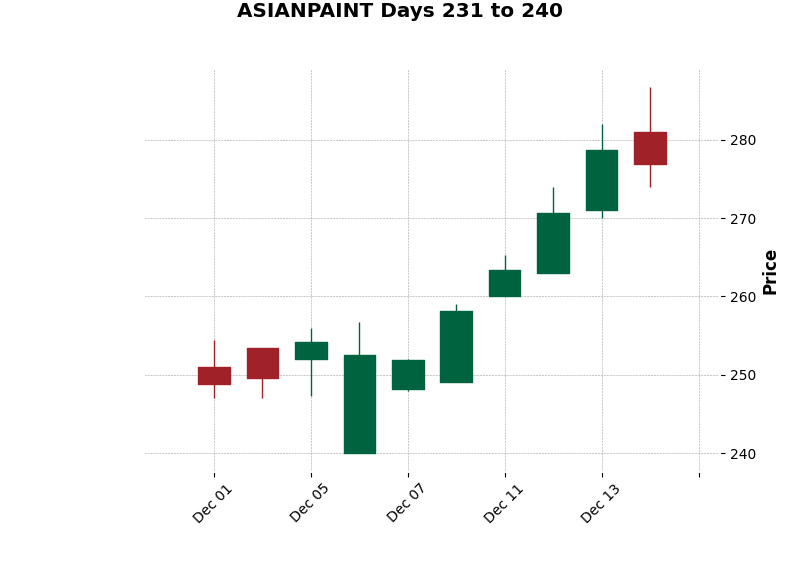 ASIANPAINT Days 231 to 240
280
270
260
250
240
Price
Dec 01
Dec 05
Dec 07
Dec 11
Dec 13